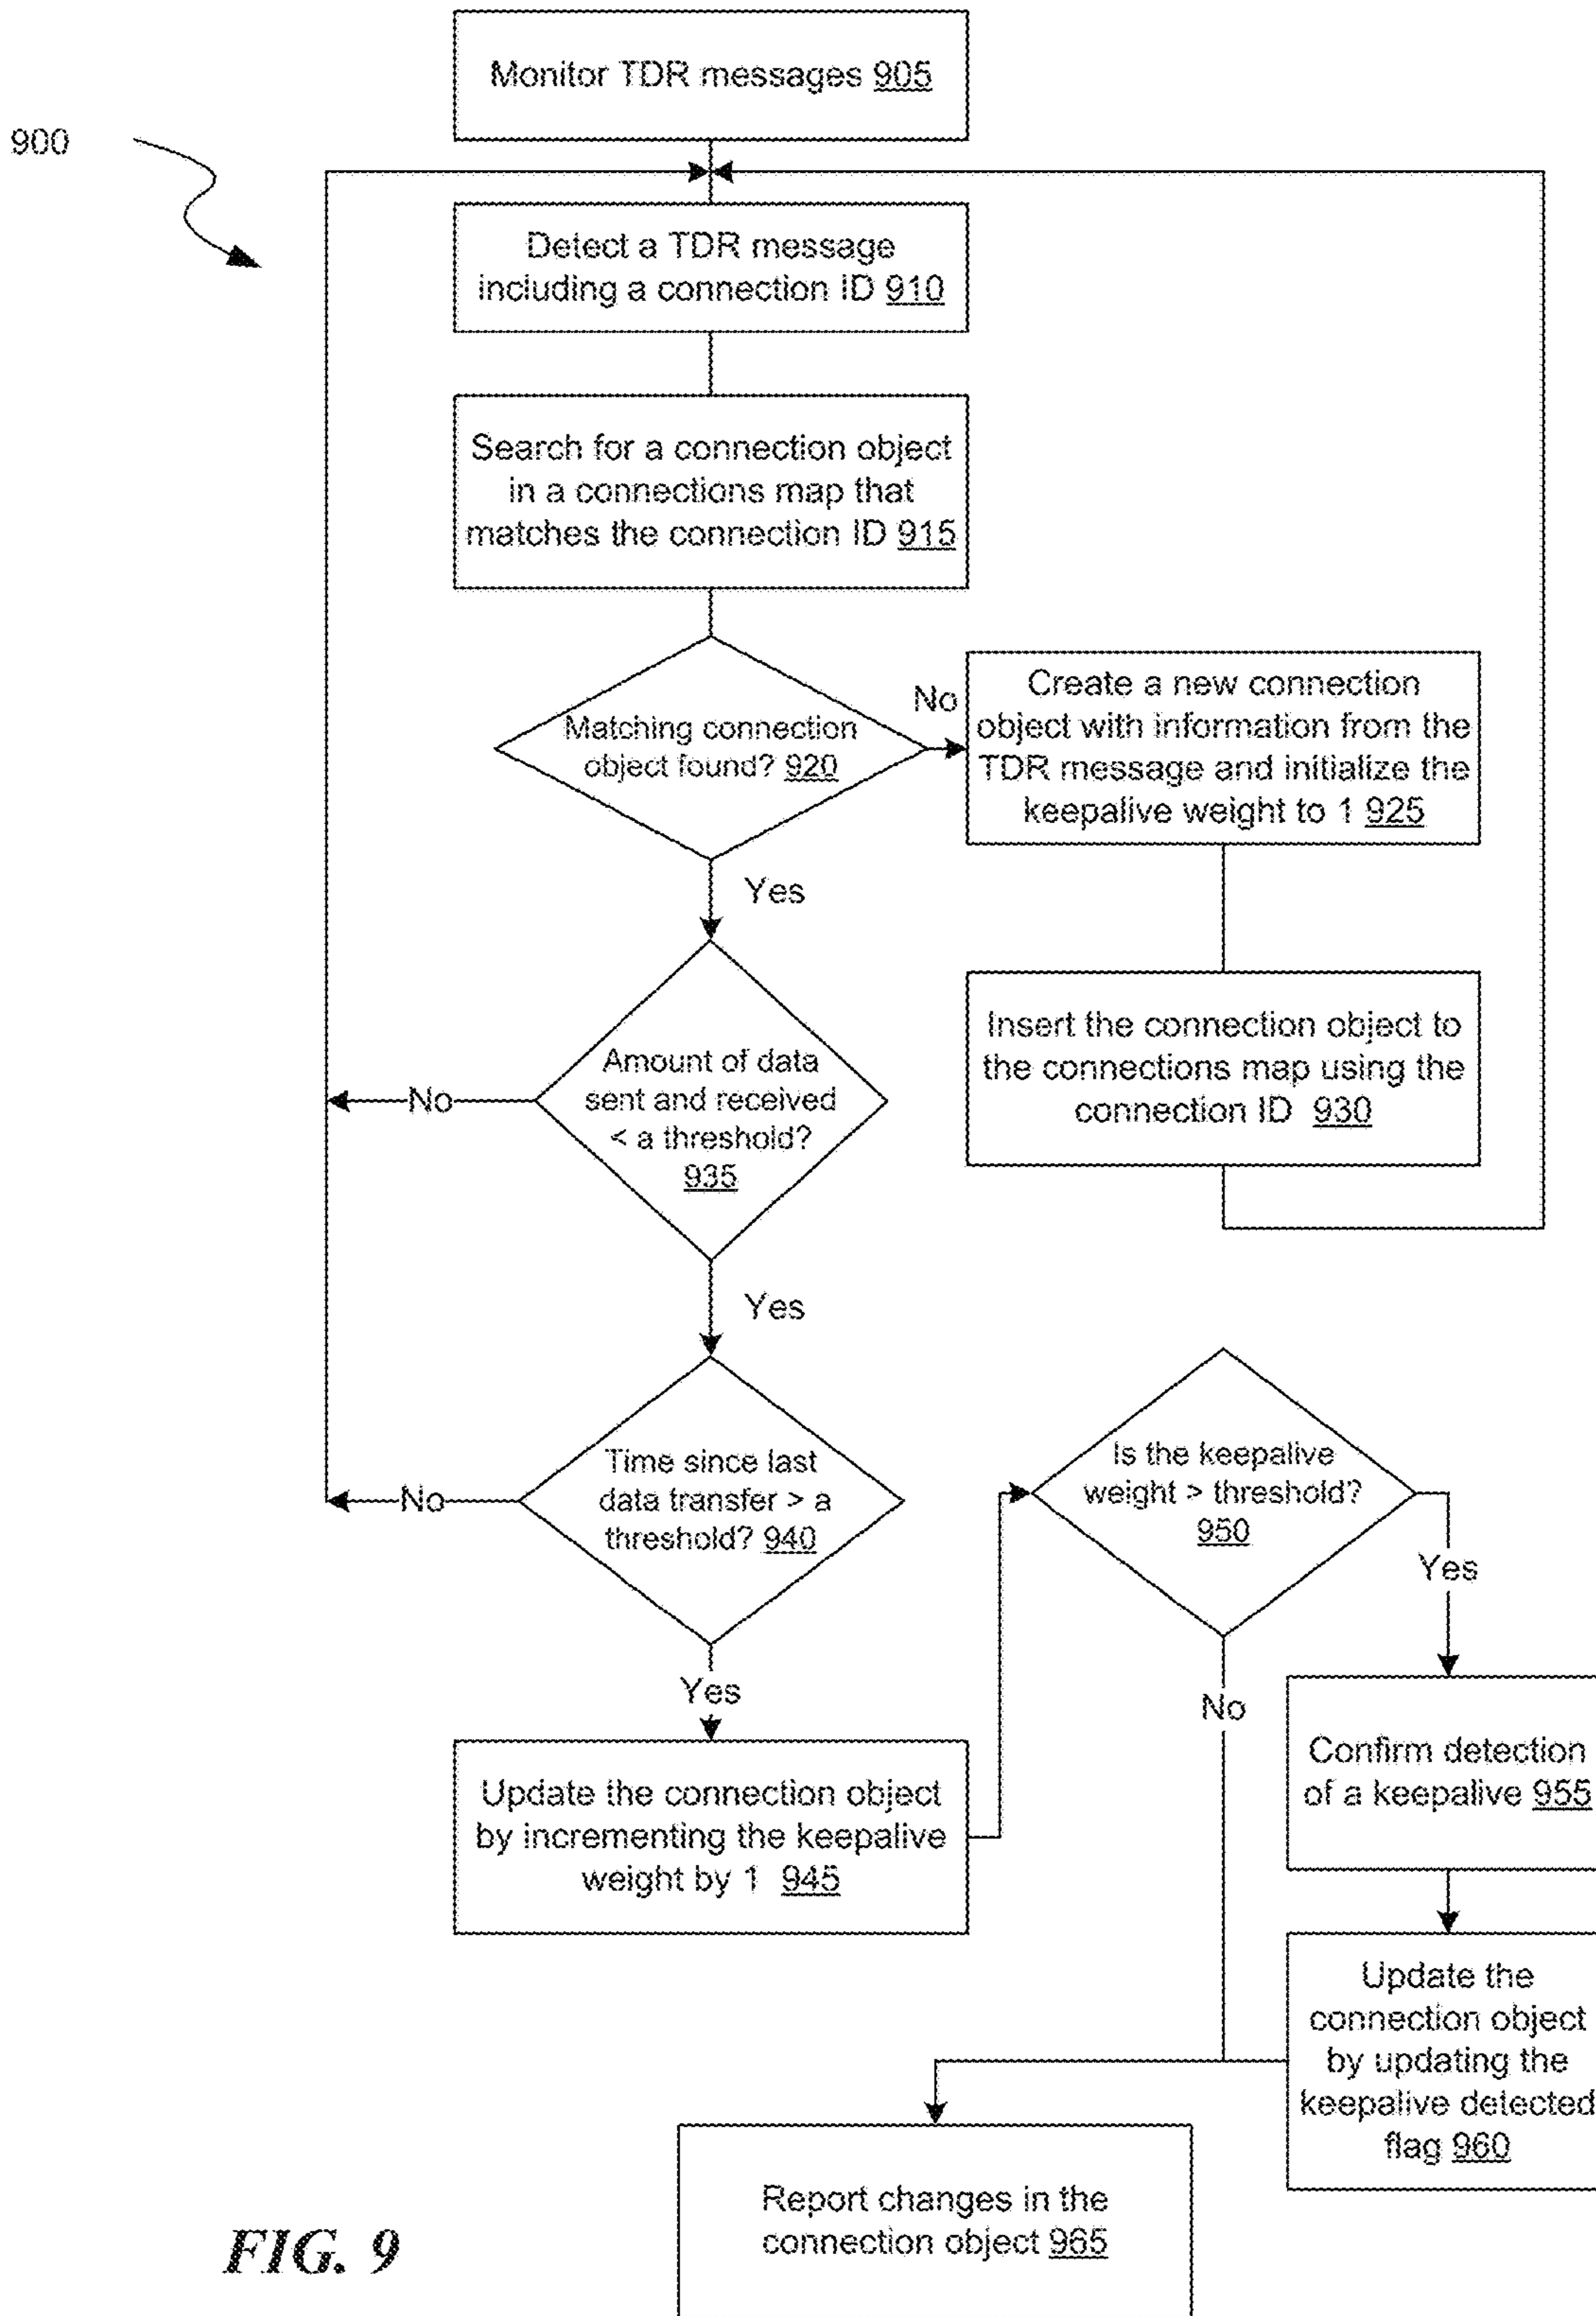 Monitor TDR messages 905
900
Detect a TDR message
including a connection ID 910
Search for a connection object
in a connections map that
matches the connection ID 915
Matching connection
object found? 920
No
Create a new connection
object with information from the
TDR message and initialize the
keepalive weight to 1 925
Yes
Insert the connection object to
the connections map using the
connection ID 930
Amount of data
sent and received
< a threshold?
935
No
Yes
Time since last
data transfer > a
threshold? 940
No
Yes
Is the keepalive
weight > threshold?
950
Yes
No
Update the connection object
by incrementing the keepalive
weight by 1 945
Confirm detection
of a keepalive 955
Update the
connection object
by updating the
keepalive detected
flag 960
Report changes in the
connection object 965
FIG. 9